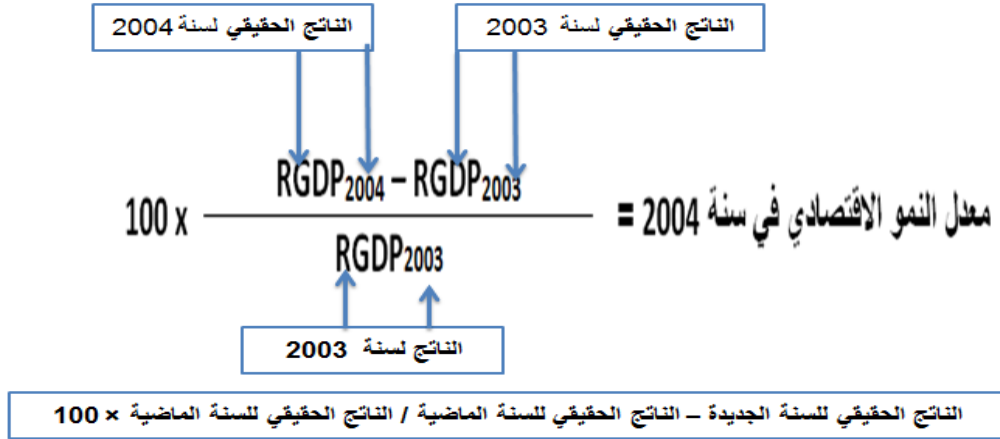 الناتج الحقيقي لسنة 2004
الناتج الحقيقي لسنة 2003
معدل النمو الاقتصادي في سنة 2004 =
RGDP2004 – RGDP2003
100 x
RGDP2003
الناتج لسنة 2003
الناتج الحقيقي للسنة الجديدة – الناتج الحقيقي للسنة الماضية / الناتج الحقيقي للسنة الماضية × 100